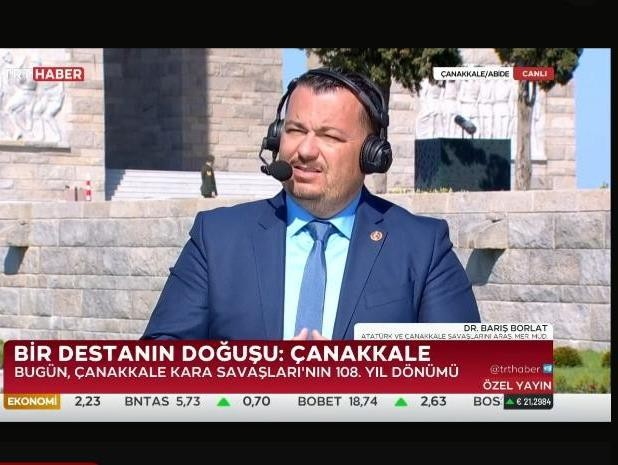 TRT HABER
ÇANAKKALE/ABİDE CANLI
DR. BARIŞ BORLAT
ATATÜRK VE ÇANAKKALE SAVAŞLARINI ARAŞ. MER. MÜD.
BİR DESTANIN DOĞUŞU: ÇANAKKALE
BUGÜN, ÇANAKKALE KARA SAVAŞLARI'NIN 108. YIL DÖNÜMÜ
@trthaber
ÖZEL YAYIN
EKONOMİ 2,23 BNTAS 5,73 0,70 BOBET 18,74 2,63 BOS € 21,2984